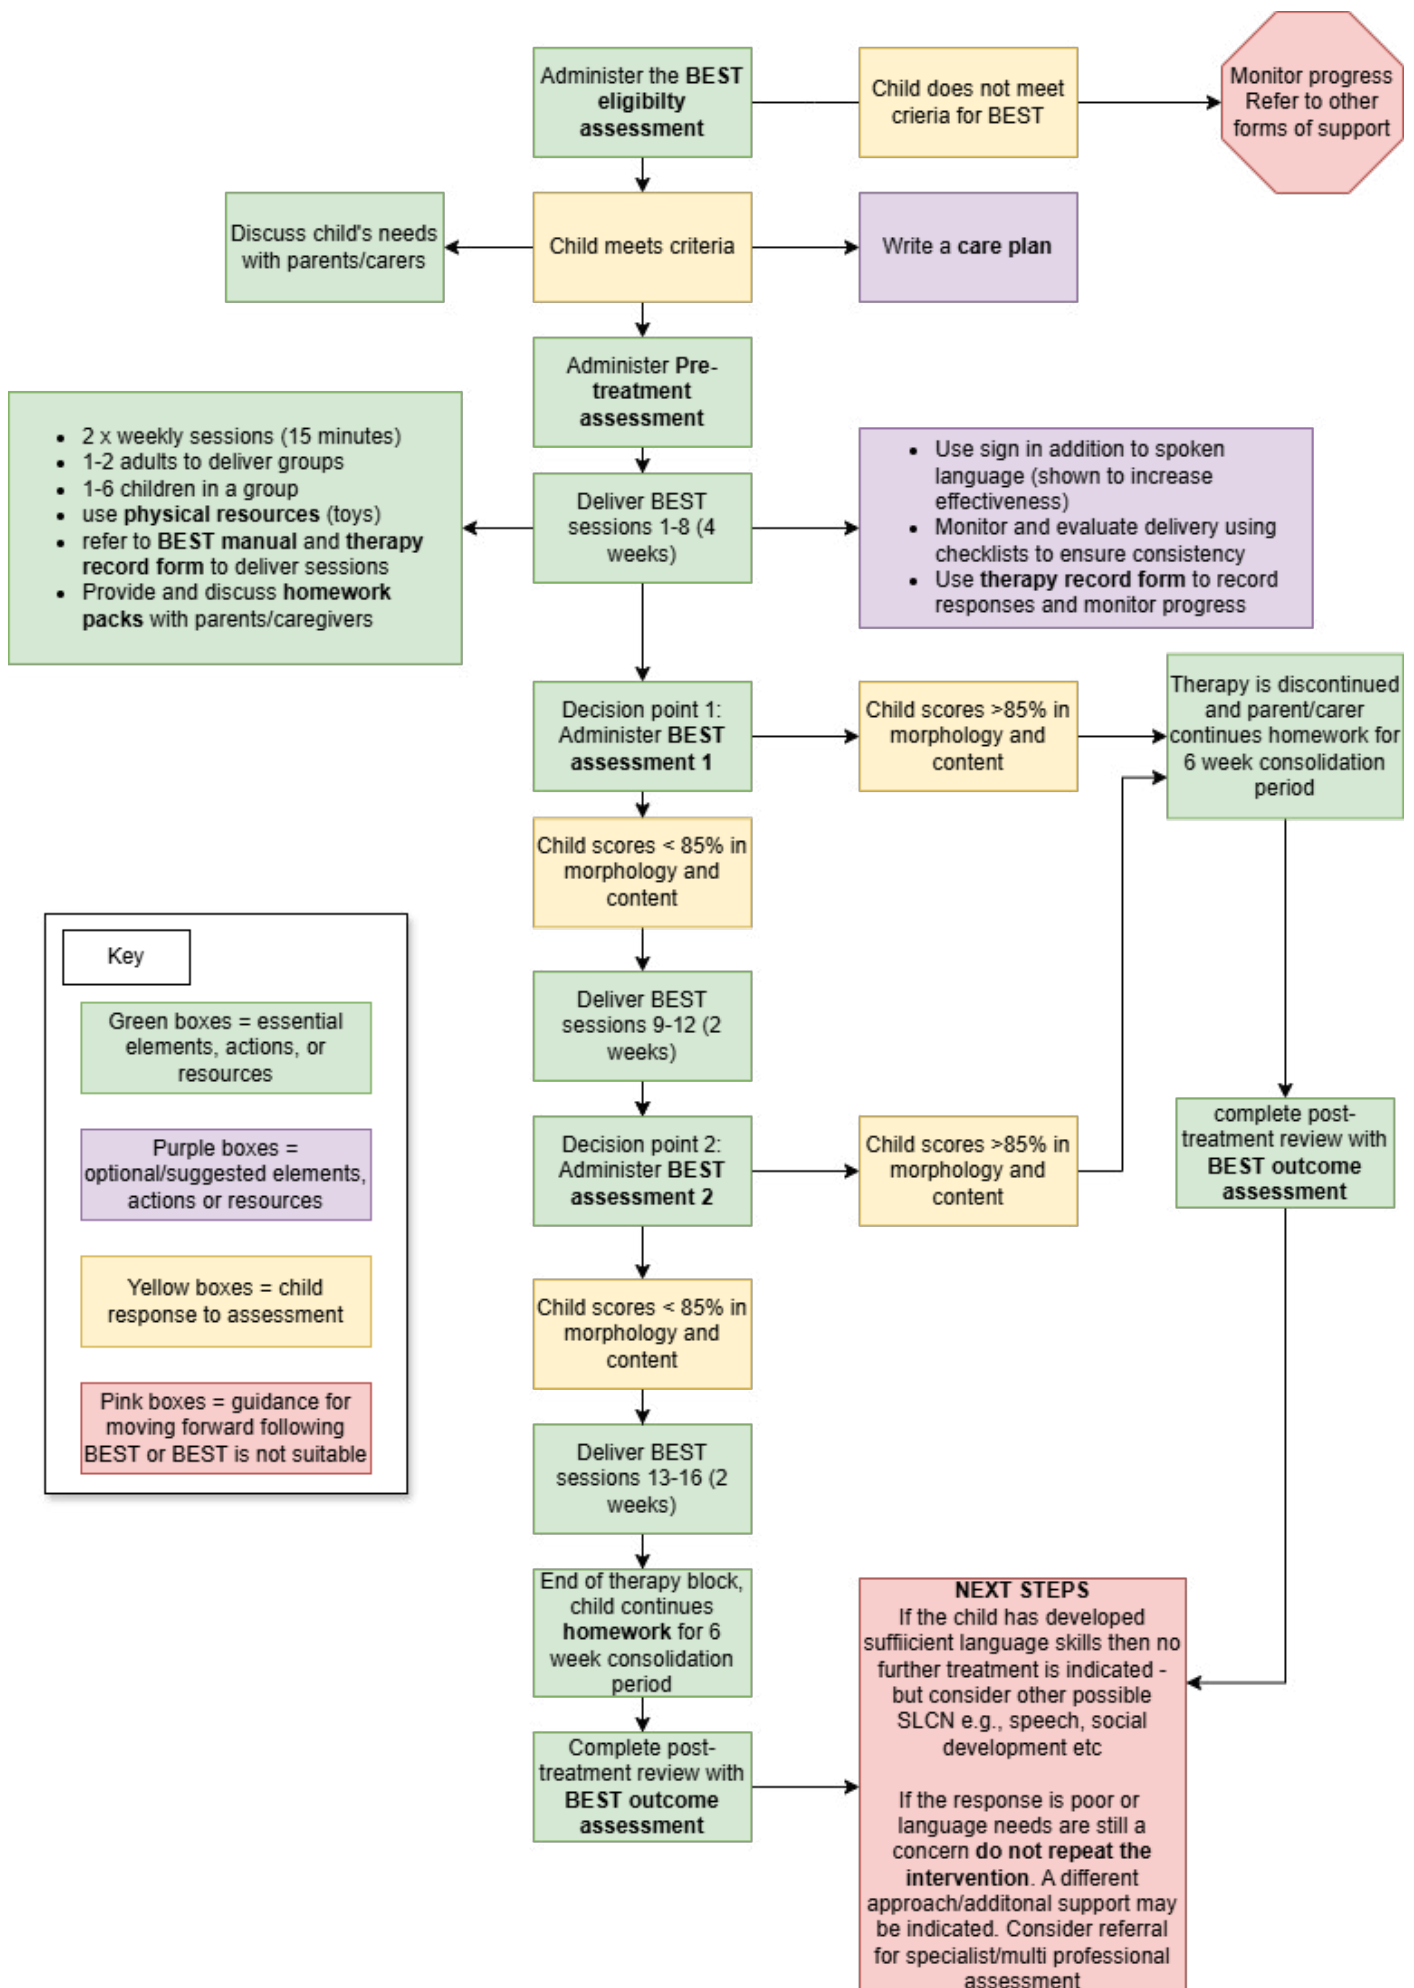 Administer the BEST
eligibilty
assessment
Child does not meet
crieria for BEST
Monitor progress
Refer to other
forms of support
Discuss child's needs
with parents/carers
Child meets criteria
Write a care plan
Administer Pre-
treatment
assessment
• 2 x weekly sessions (15 minutes)
• 1-2 adults to deliver groups
• 1-6 children in a group
• use physical resources (toys)
• refer to BEST manual and therapy
record form to deliver sessions
• Provide and discuss homework
packs with parents/caregivers
Deliver BEST
sessions 1-8 (4
weeks)
• Use sign in addition to spoken
language (shown to increase
effectiveness)
• Monitor and evaluate delivery using
checklists to ensure consistency
• Use therapy record form to record
responses and monitor progress
Decision point 1:
Administer BEST
assessment 1
Child scores >85% in
morphology and
content
Therapy is discontinued
and parent/carer
continues homework for
6 week consolidation
period
Child scores < 85% in
morphology and
content
Deliver BEST
sessions 9-12 (2
weeks)
Decision point 2:
Administer BEST
assessment 2
Child scores >85% in
morphology and
content
complete post-
treatment review with
BEST outcome
assessment
Child scores < 85% in
morphology and
content
Deliver BEST
sessions 13-16 (2
weeks)
End of therapy block,
child continues
homework for 6
week consolidation
period
Complete post-
treatment review with
BEST outcome
assessment
NEXT STEPS
If the child has developed
suffiicient language skills then no
further treatment is indicated -
but consider other possible
SLCN e.g., speech, social
development etc
If the response is poor or
language needs are still a
concern do not repeat the
intervention. A different
approach/additonal support may
be indicated. Consider referral
for specialist/multi professional
assessment
Key
Green boxes = essential
elements, actions, or
resources
Purple boxes =
optional/suggested elements,
actions or resources
Yellow boxes = child
response to assessment
Pink boxes = guidance for
moving forward following
BEST or BEST is not suitable